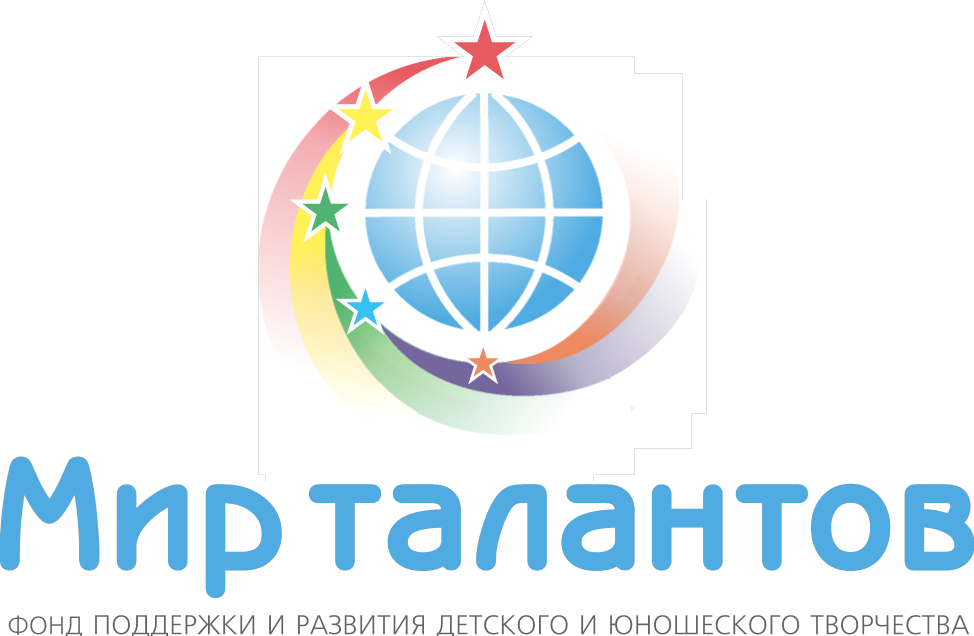 Мир талантов
ФОНД ПОДДЕРЖКИ И РАЗВИТИЯ ДЕТСКОГО И ЮНОШЕСКОГО ТВОРЧЕСТВА